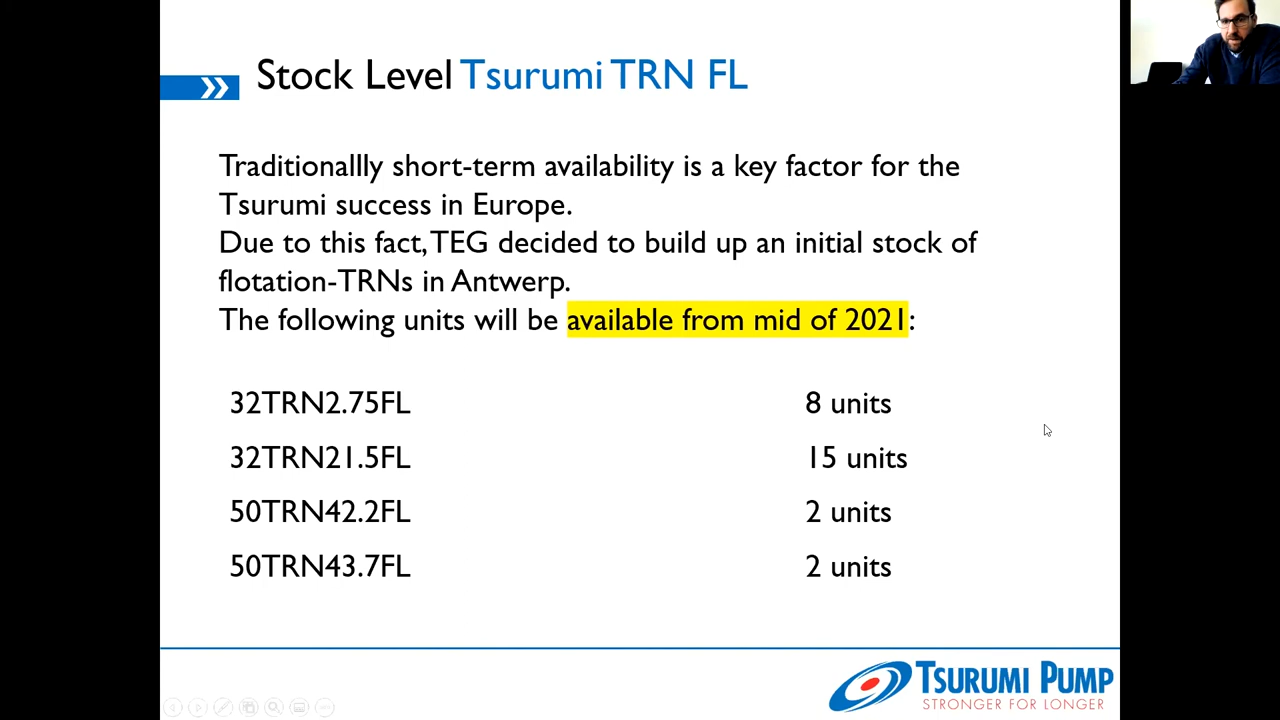 Stock Level Tsurumi TRN FL
Traditionallly short-term availability is a key factor for the
Tsurumi success in Europe.
Due to this fact, TEG decided to build up an initial stock of
flotation-TRNs in Antwerp.
The following units will be available from mid of 2021:
32TRN2.75FL 8 units
32TRN21.5FL 15 units
50TRN42.2FL 2 units
50TRN43.7FL 2 units
TSURUMI PUMP
STRONGER FOR LONGER